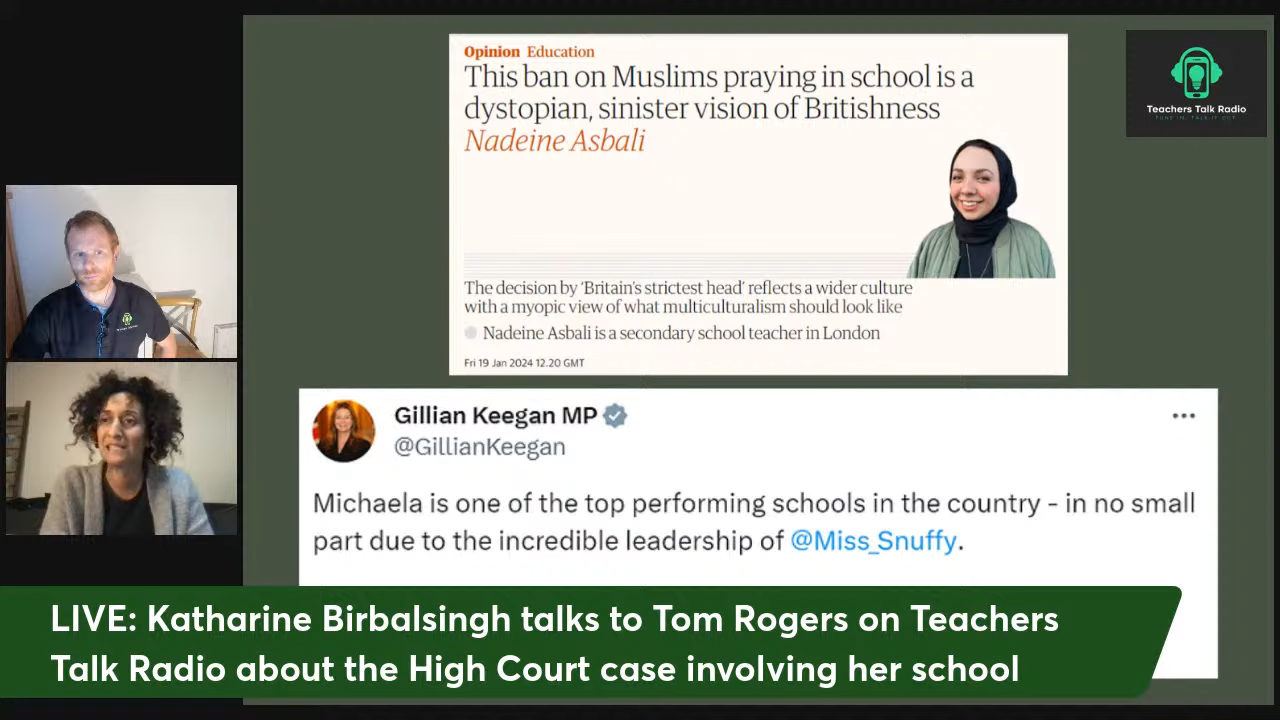 Opinion Education
This ban on Muslims praying in school is a
dystopian, sinister vision of Britishness
Nadeine Asbali
The decision by ‘Britain’s strictest head’ reflects a wider culture
with a myopic view of what multiculturalism should look like
Nadeine Asbali is a secondary school teacher in London
Fri 19 Jan 2024 12.20 GMT
Teachers Talk Radio
TUNE IN. TALK IT OUT
Gillian Keegan MP
@GillianKeegan
Michaela is one of the top performing schools in the country - in no small
part due to the incredible leadership of @Miss_Snuffy.
LIVE: Katharine Birbalsingh talks to Tom Rogers on Teachers
Talk Radio about the High Court case involving her school